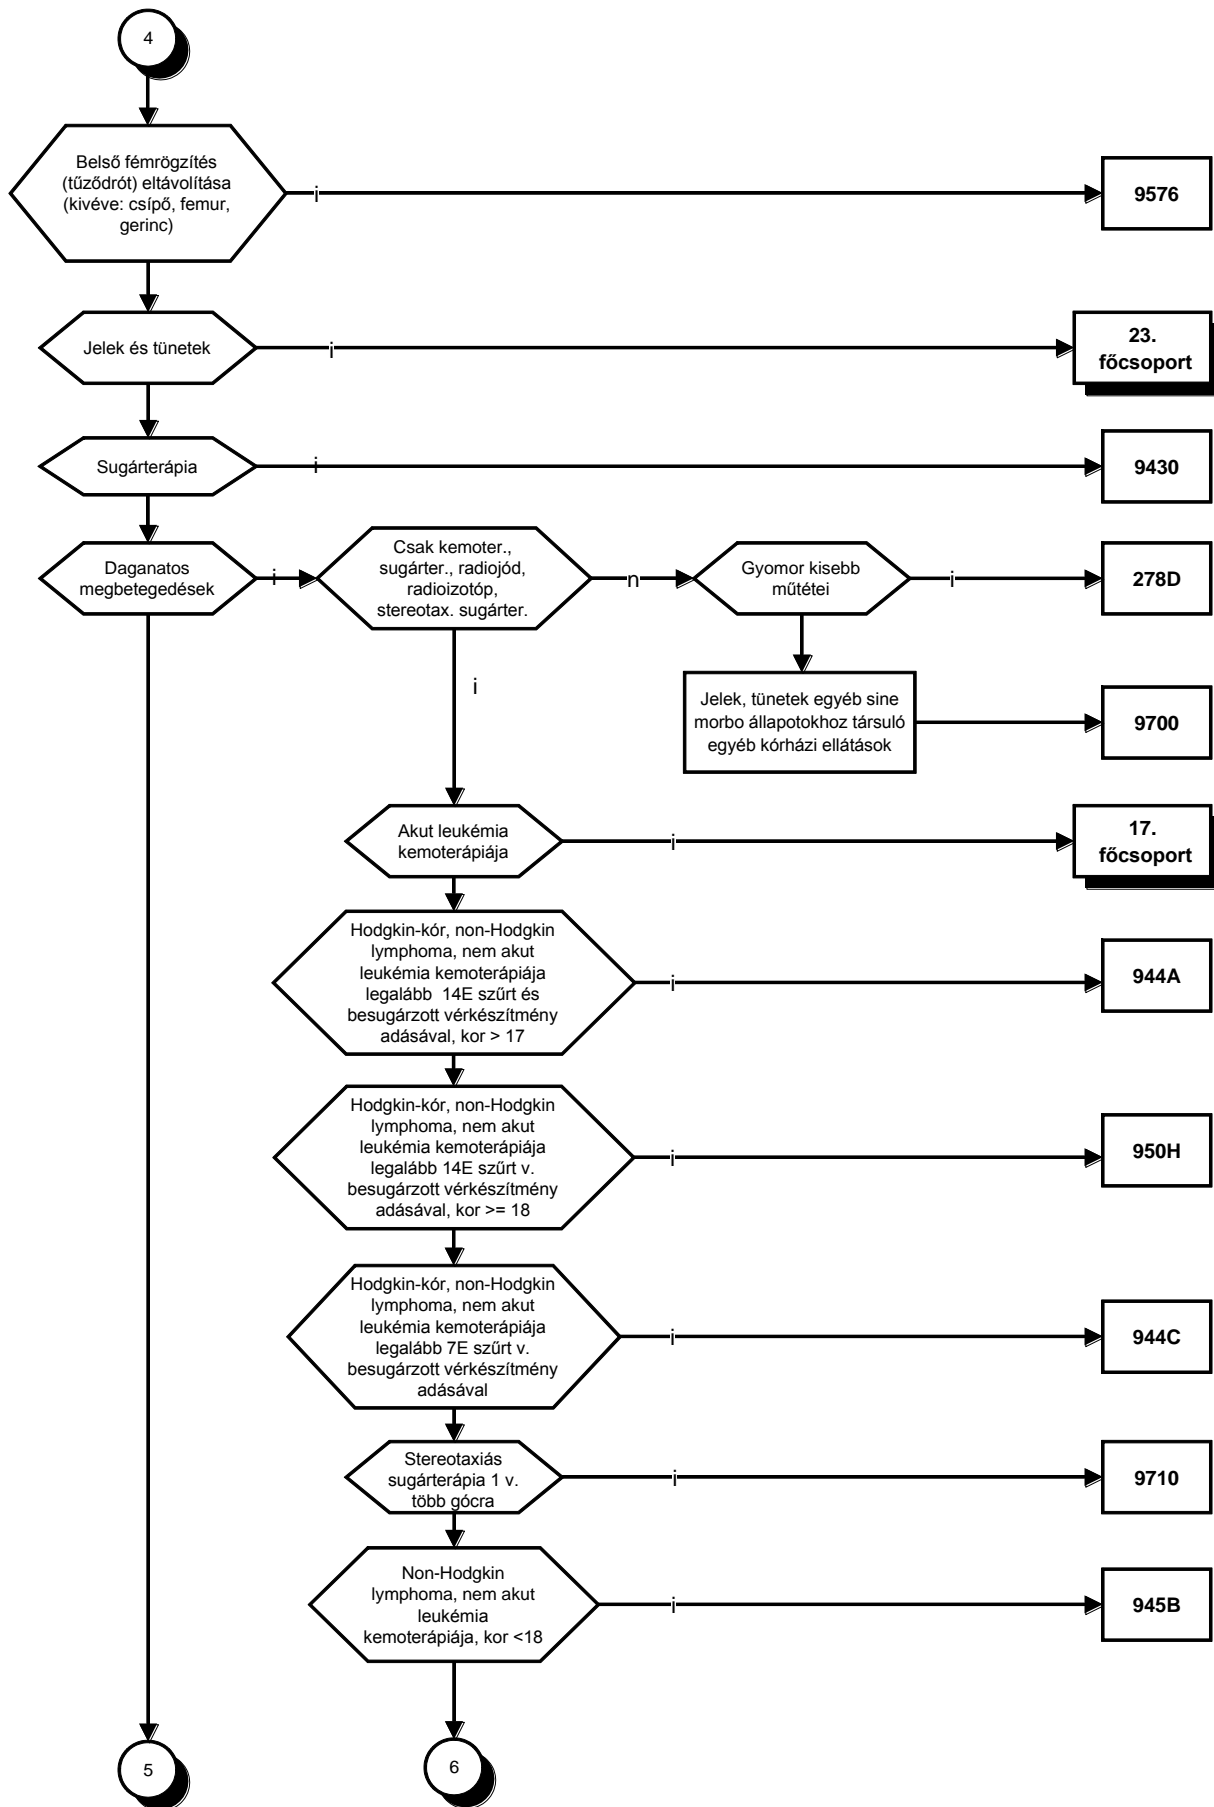 4
Belső fémrögzítés
(tűződrót) eltávolítása
(kivéve: csípő, femur,
gerinc)
i
9576
Jelek és tünetek
i
23.
főcsoport
Sugárterápia
i
9430
Daganatos
megbetegedések
i
Csak kemoter.,
sugárter., radiojód,
radioizotóp,
stereotax. sugárter.
n
Gyomor kisebb
műtétei
i
278D
i
Jelek, tünetek egyéb sine
morbo állapotokhoz társuló
egyéb kórházi ellátások
9700
Akut leukémia
kemoterápiája
i
17.
főcsoport
Hodgkin-kór, non-Hodgkin
lymphoma, nem akut
leukémia kemoterápiája
legalább 14E szűrt és
besugárzott vérkészítmény
adásával, kor > 17
i
944A
Hodgkin-kór, non-Hodgkin
lymphoma, nem akut
leukémia kemoterápiája
legalább 14E szűrt v.
besugárzott vérkészítmény
adásával, kor >= 18
i
950H
Hodgkin-kór, non-Hodgkin
lymphoma, nem akut
leukémia kemoterápiája
legalább 7E szűrt v.
besugárzott vérkészítmény
adásával
i
944C
Stereotaxiás
sugárterápia 1 v.
több gócra
i
9710
Non-Hodgkin
lymphoma, nem akut
leukémia
kemoterápiája, kor <18
i
945B
5
6